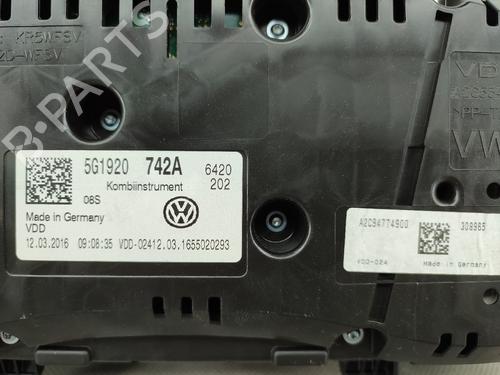 KR5WFSV
5G1920 742A 6420
202
08S
Kombiinstrument
Made in Germany
VDD
12.03.2016 09:08:35 VDD-02412.03.1655020293
A2C94774900 308985
VDD-024 Made in Germany
VW
B-PARTS